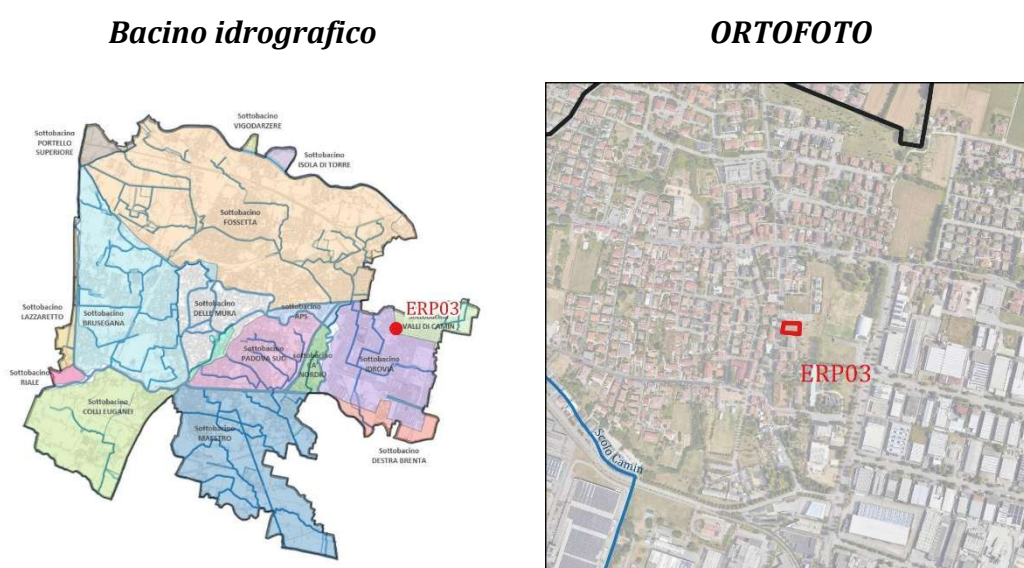 Bacino idrografico
ORTOFOTO
Sottobacino
VIGODARZERE
Sottobacino
PORTELLO
SUPERIORE
Sottobacino
ISOLA DI TORRE
Sottobacino
FOSSETTA
Sottobacino
LAZZARETTO
Sottobacino
BRUSEGANA
Sottobacino
DELLE MURA
sottobacino
APS
ERP03
VALLI DI CAMIN
Sottobacino
PADOVA SUD
Sottobacino
IDROVIA
Sottobacino
RIALE
Sottobacino
COLLI EUGANEI
Sottobacino
MAESTRO
Sottobacino
DESTRA BRENTA
ERP03
Scolo Camin